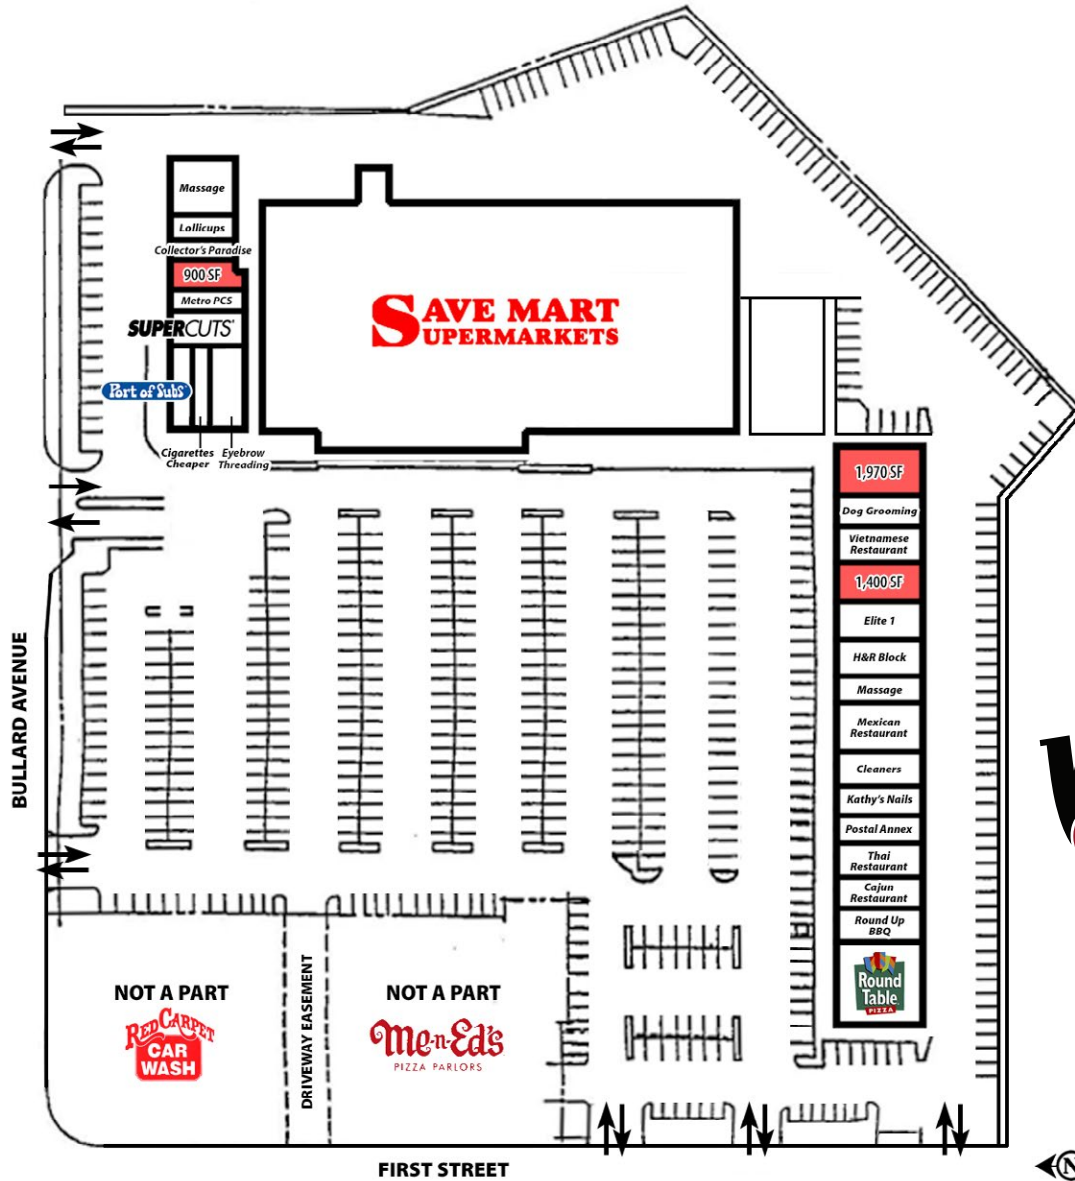 Massage
Lollicups
Collector's Paradise
900 SF
Metro PCS
SUPERCUTS
Port of Subs
Cigarettes
Cheaper
Eyebrow
Threading
SAVE MART
SUPERMARKETS
1,970 SF
Dog Grooming
Vietnamese
Restaurant
1,400 SF
Elite 1
H&R Block
Massage
Mexican
Restaurant
Cleaners
Kathy's Nails
Postal Annex
Thai
Restaurant
Cajun
Restaurant
Round Up
BBQ
Round
Table
PIZZA
BULLARD AVENUE
NOT A PART
RED CARPET
CAR
WASH
DRIVEWAY EASEMENT
NOT A PART
Me-n-Ed's
PIZZA PARLORS
FIRST STREET
N